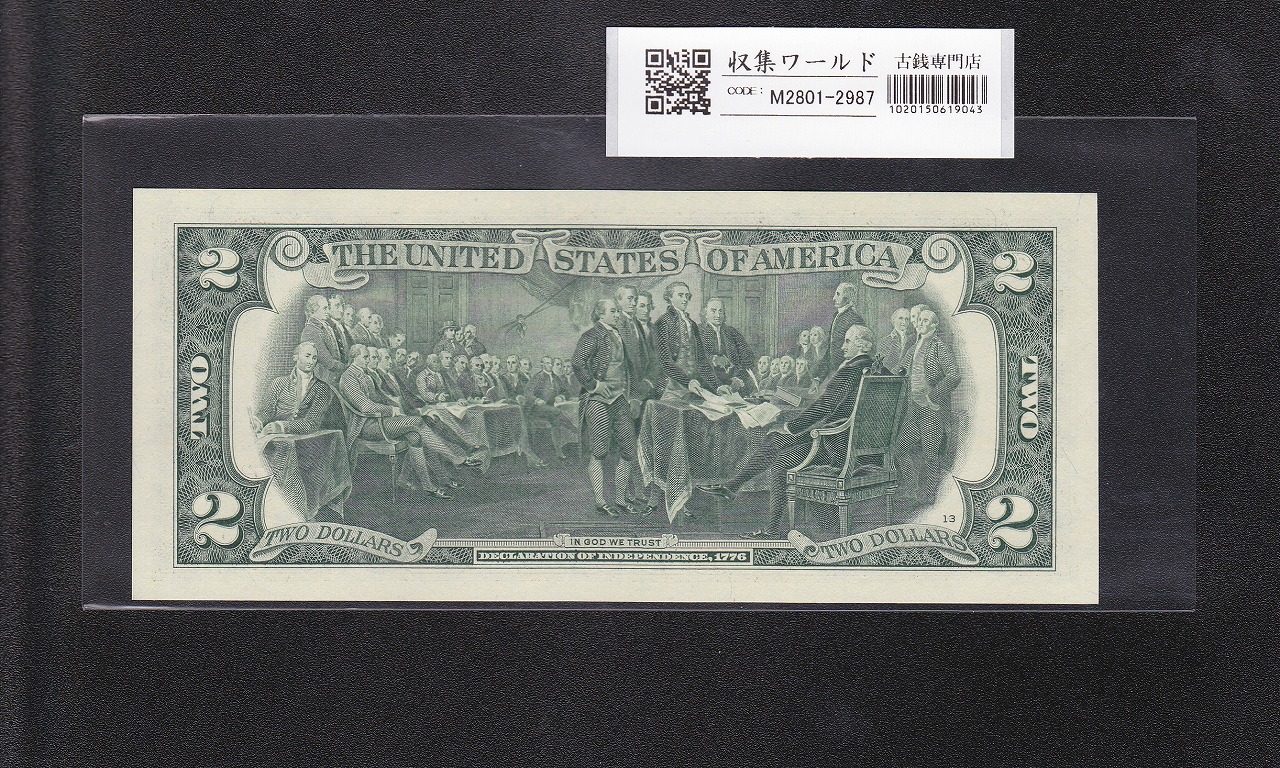 収集ワールド 古銭専門店
CODE: M2801-2987
1020150619043
THE UNITED STATES OF AMERICA
2 2
TWO TWO
2 2
13
TWO DOLLARS TWO DOLLARS
IN GOD WE TRUST
DECLARATION OF INDEPENDENCE, 1776